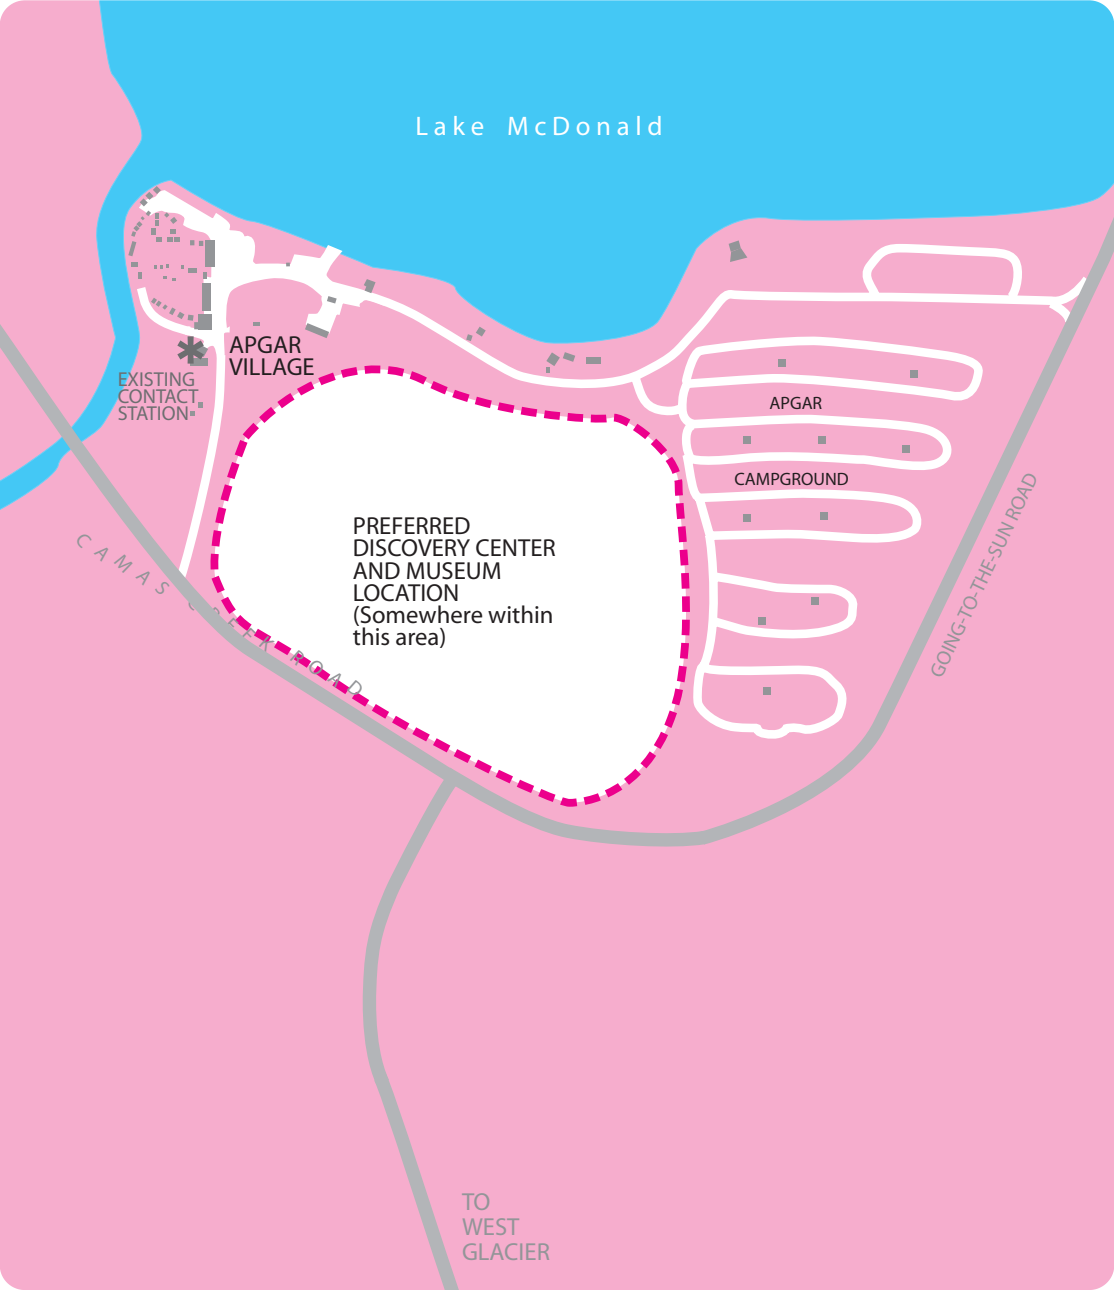 Lake McDonald
APGAR
VILLAGE
EXISTING
CONTACT
STATION
APGAR
CAMPGROUND
PREFERRED
DISCOVERY CENTER
AND MUSEUM
LOCATION
(Somewhere within
this area)
CAMAS CREEK ROAD
GOING-TO-THE-SUN ROAD
TO
WEST
GLACIER